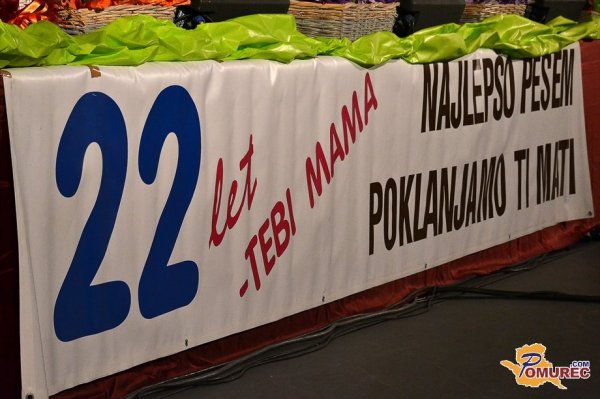 22 let
-TEBI MAMA
NAJLEPŠO PESEM
POKLANJAMO TI MATI
POMUREC.COM